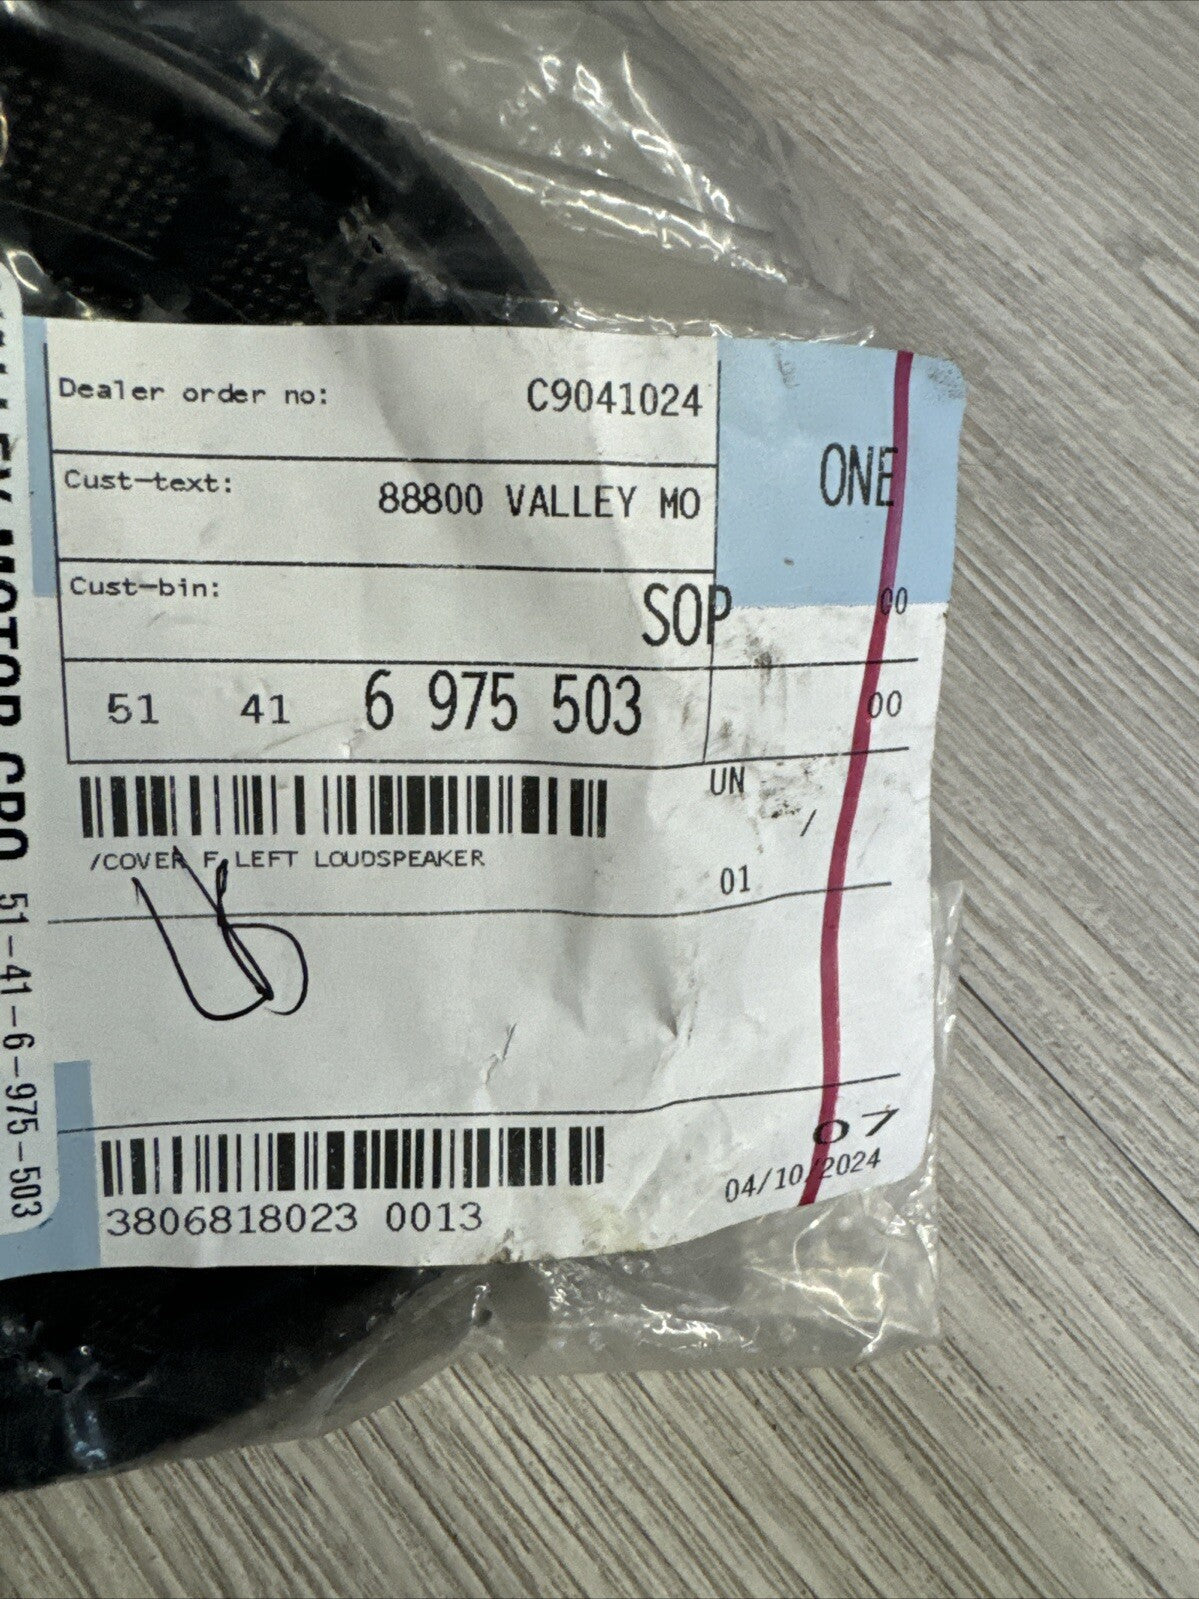 Dealer order no: C9041024
ONE
Cust-text: 88800 VALLEY MO
Cust-bin: SOP
00
51 41 6 975 503
00
UN
/
/COVER F LEFT LOUDSPEAKER
01
07
04/10/2024
3806818023 0013
MOTOR GRO 51-41-6-975-503